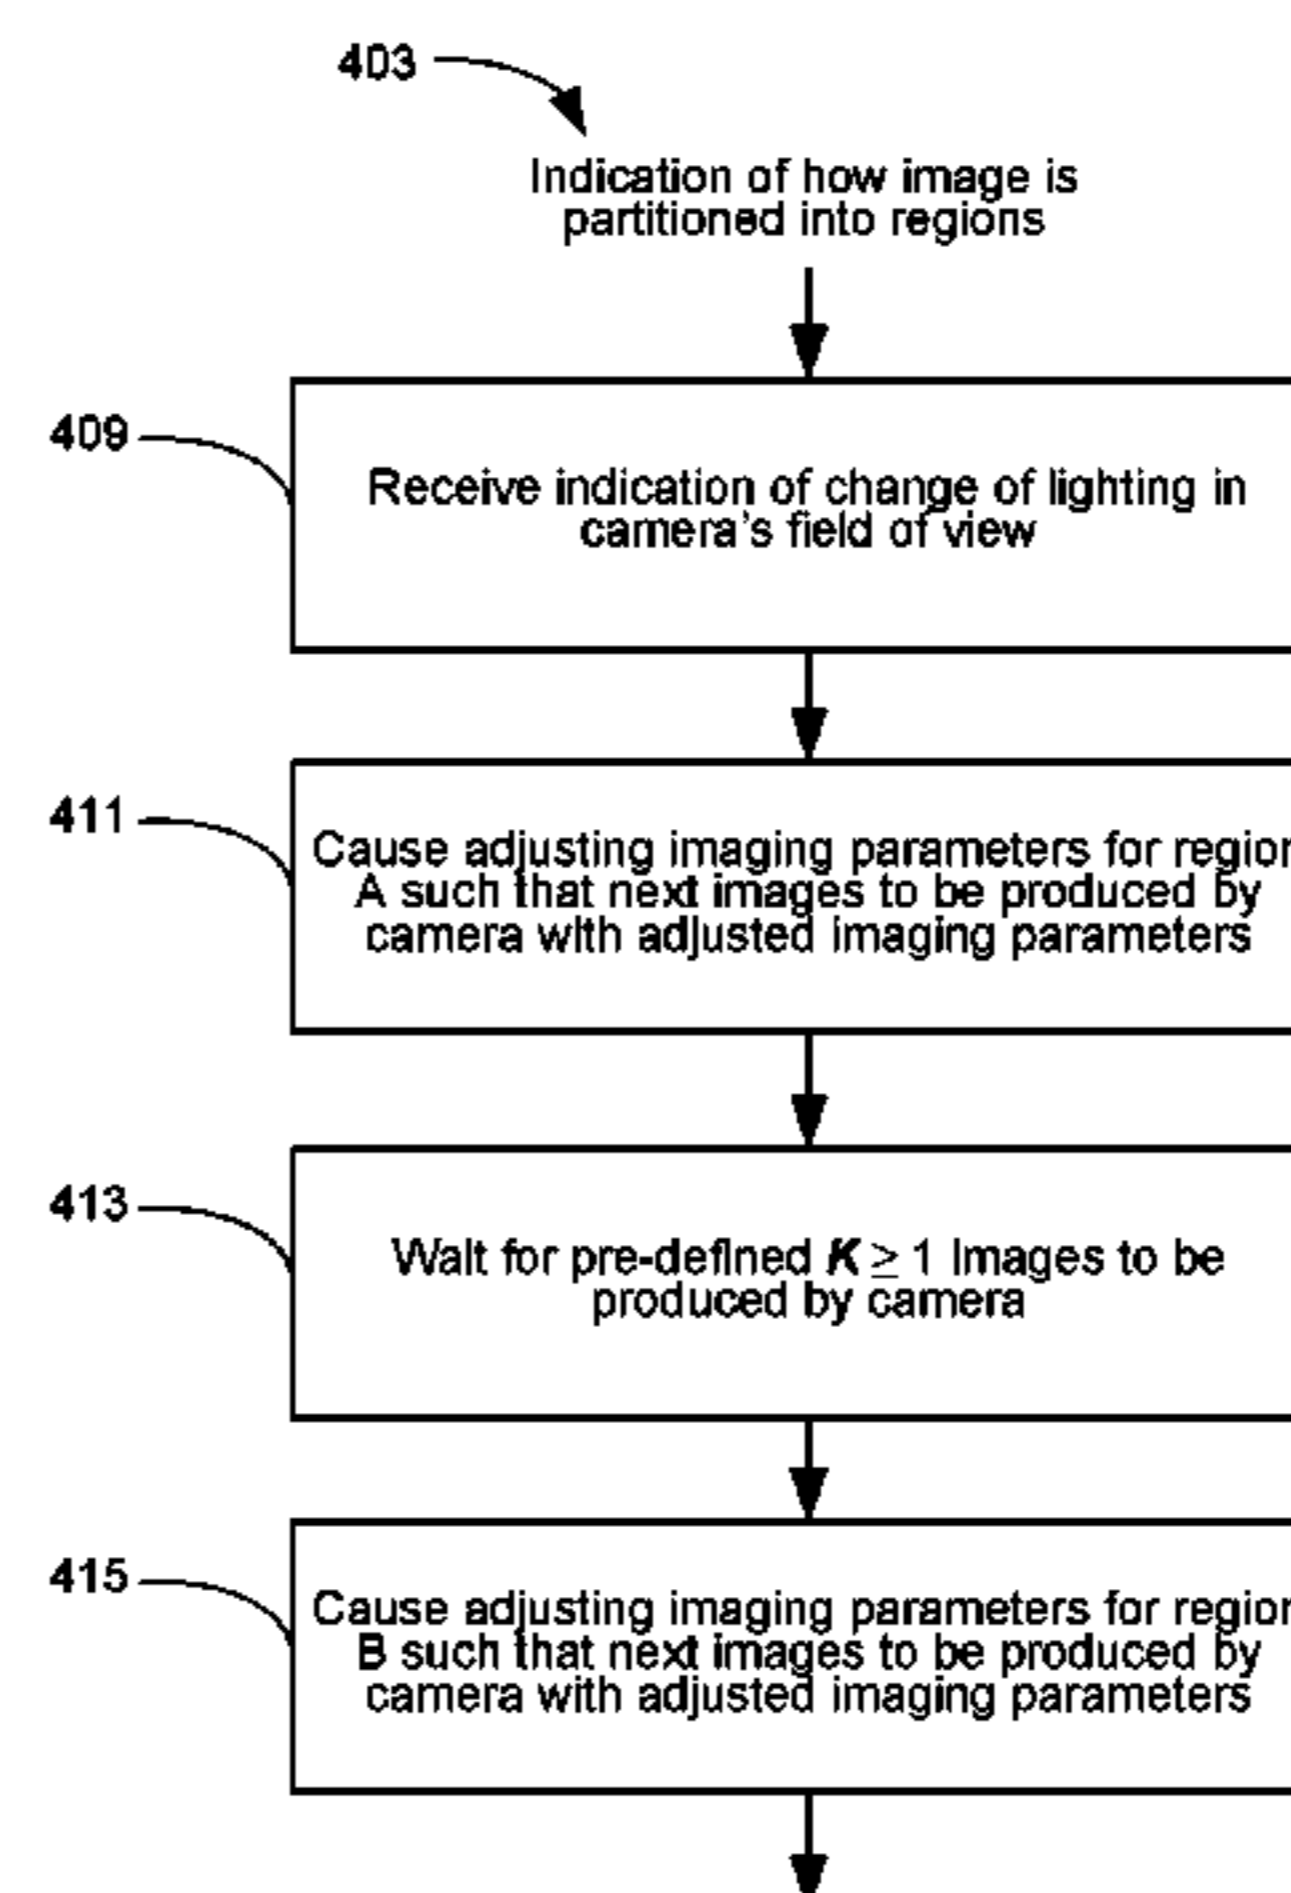 403
Indication of how image is
partitioned into regions
409
Receive indication of change of lighting in
camera's field of view
411
Cause adjusting imaging parameters for region
A such that next images to be produced by
camera with adjusted imaging parameters
413
Wait for pre-defined K ≥ 1 images to be
produced by camera
415
Cause adjusting imaging parameters for region
B such that next images to be produced by
camera with adjusted imaging parameters